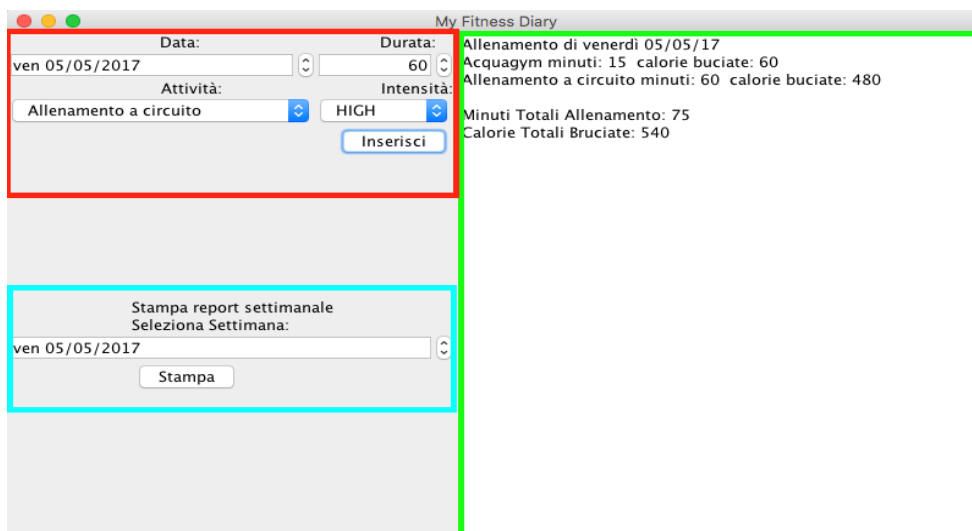 My Fitness Diary
Data: Durata:
ven 05/05/2017 60
Attività: Intensità:
Allenamento a circuito HIGH
Inserisci
Stampa report settimanale
Seleziona Settimana:
ven 05/05/2017
Stampa
Allenamento di venerdì 05/05/17
Acquagym minuti: 15 calorie buciate: 60
Allenamento a circuito minuti: 60 calorie buciate: 480
Minuti Totali Allenamento: 75
Calorie Totali Bruciate: 540